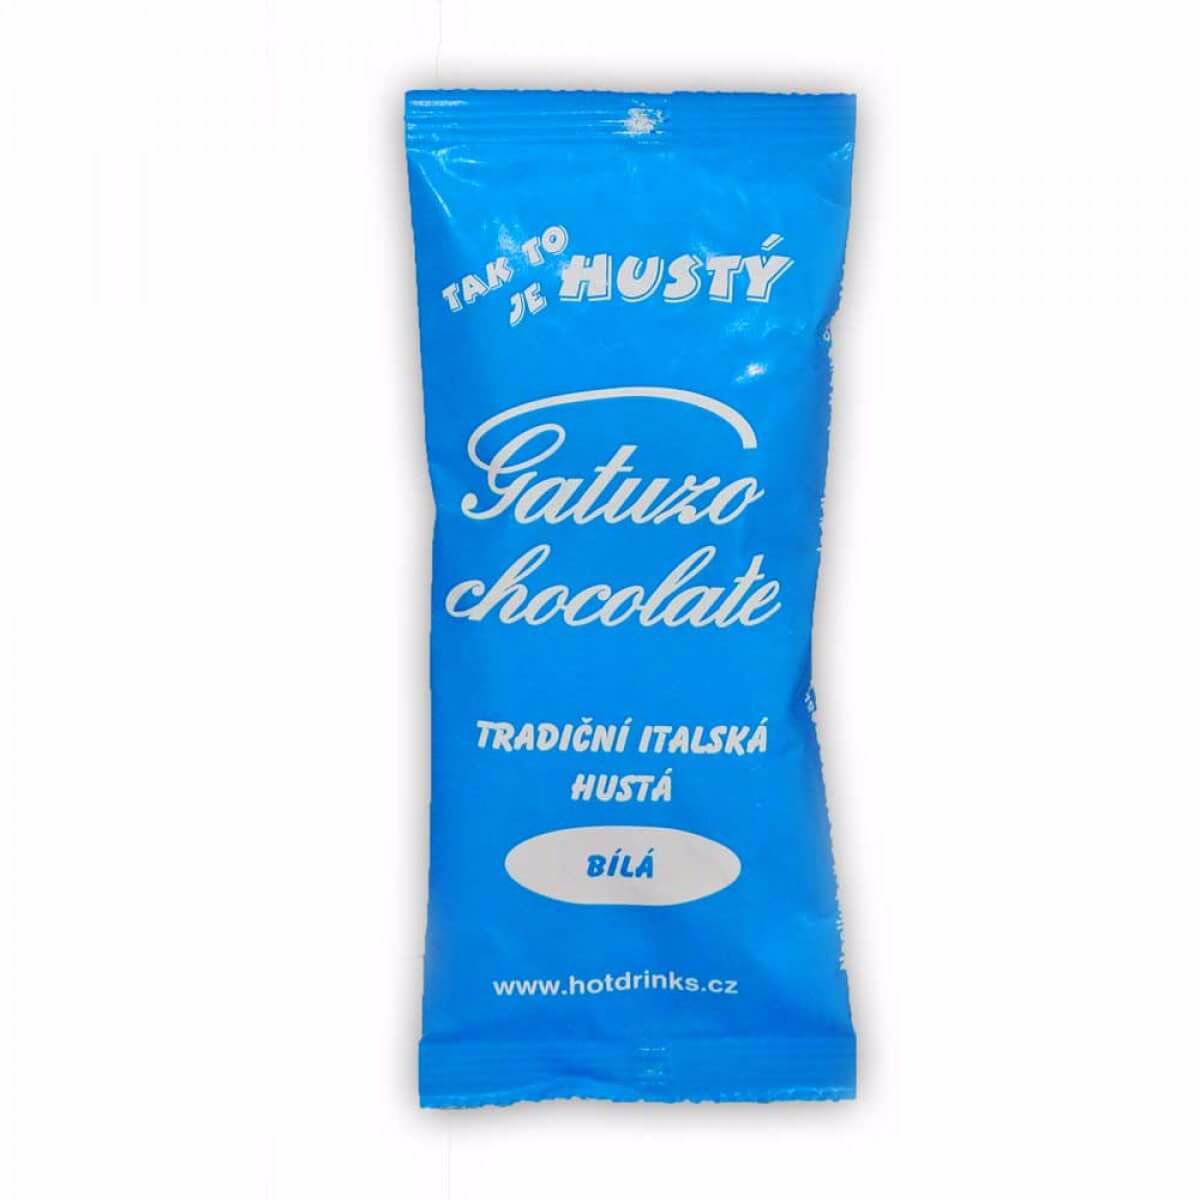 TAK TO
JE HUSTÝ
Gatuzo
chocolate
TRADIČNÍ ITALSKÁ
HUSTÁ
BÍLÁ
www.hotdrinks.cz